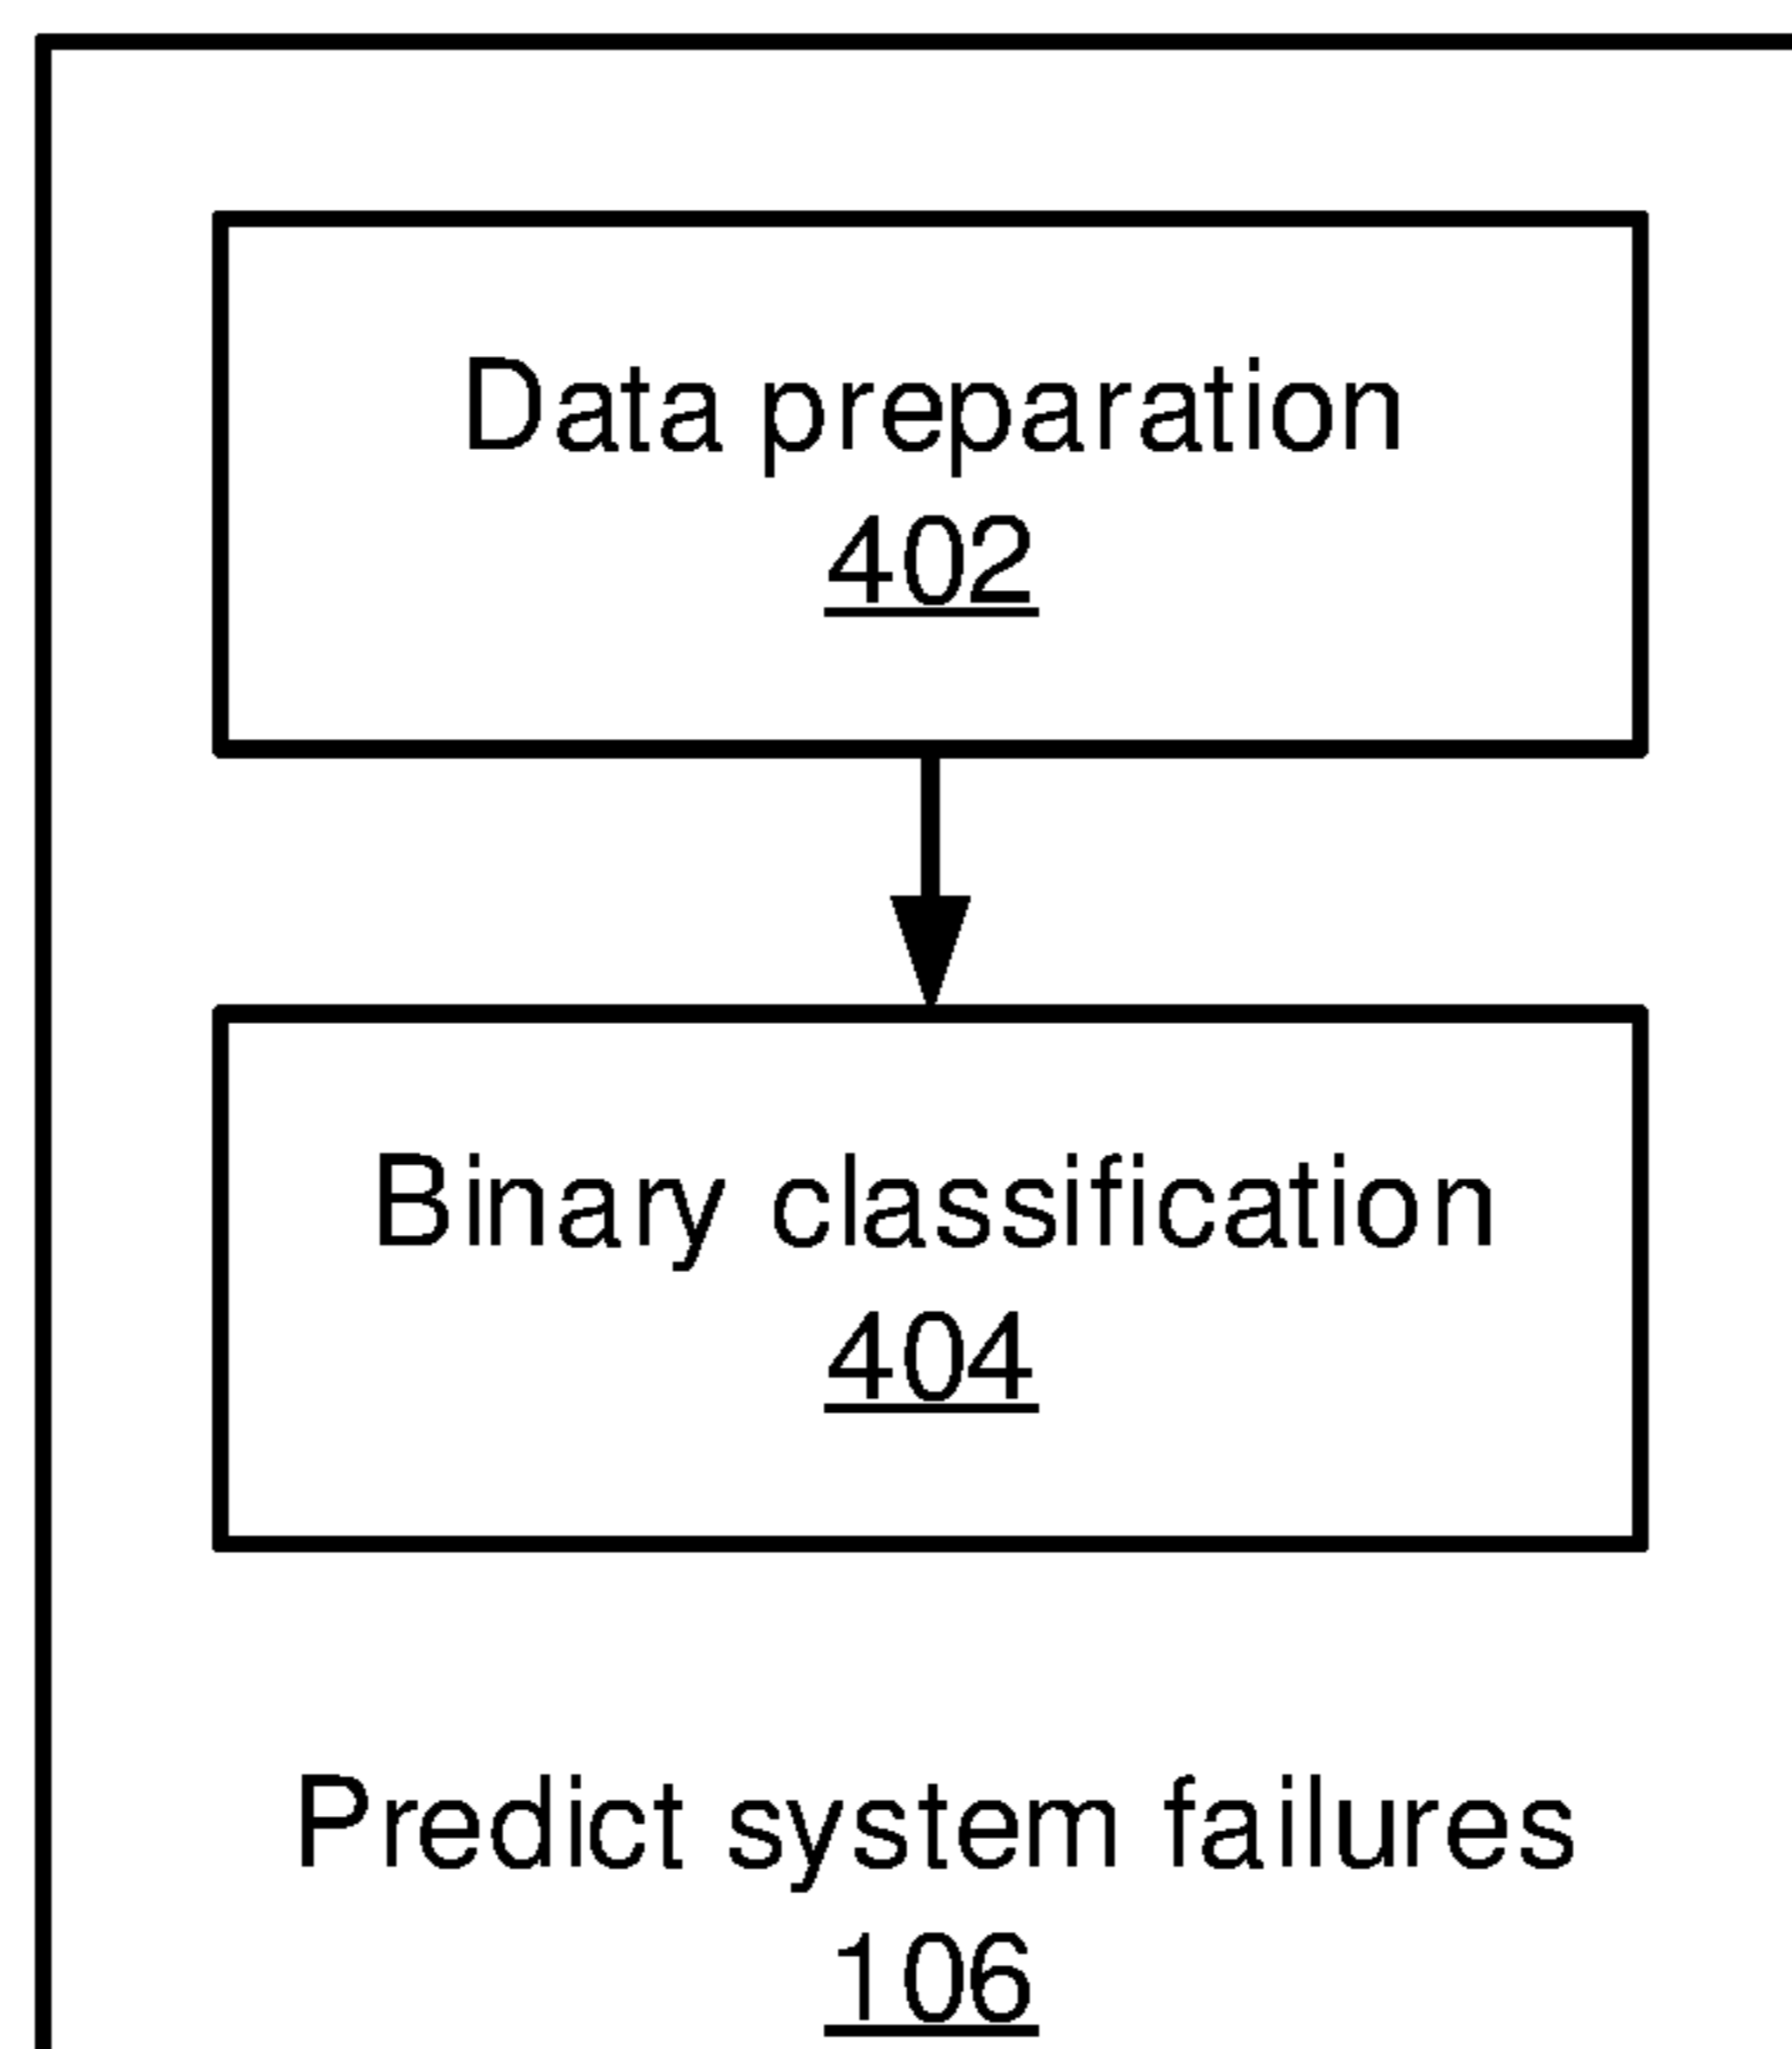 Data preparation
402
Binary classification
404
Predict system failures
106